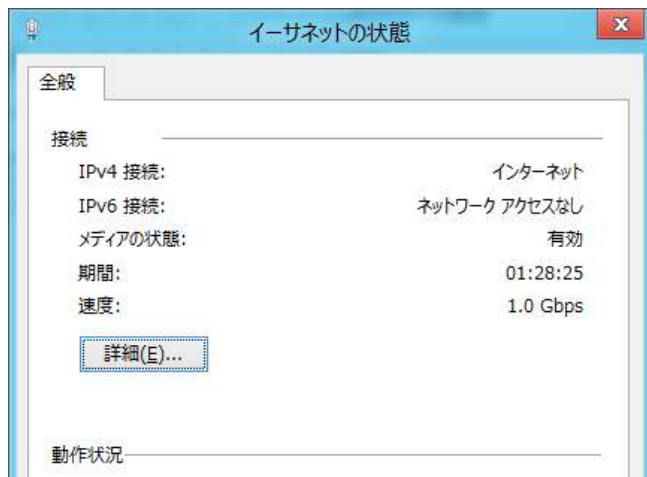 イーサネットの状態
全般
接続
IPv4 接続: インターネット
IPv6 接続: ネットワーク アクセスなし
メディアの状態: 有効
期間: 01:28:25
速度: 1.0 Gbps
詳細(E)...
動作状況